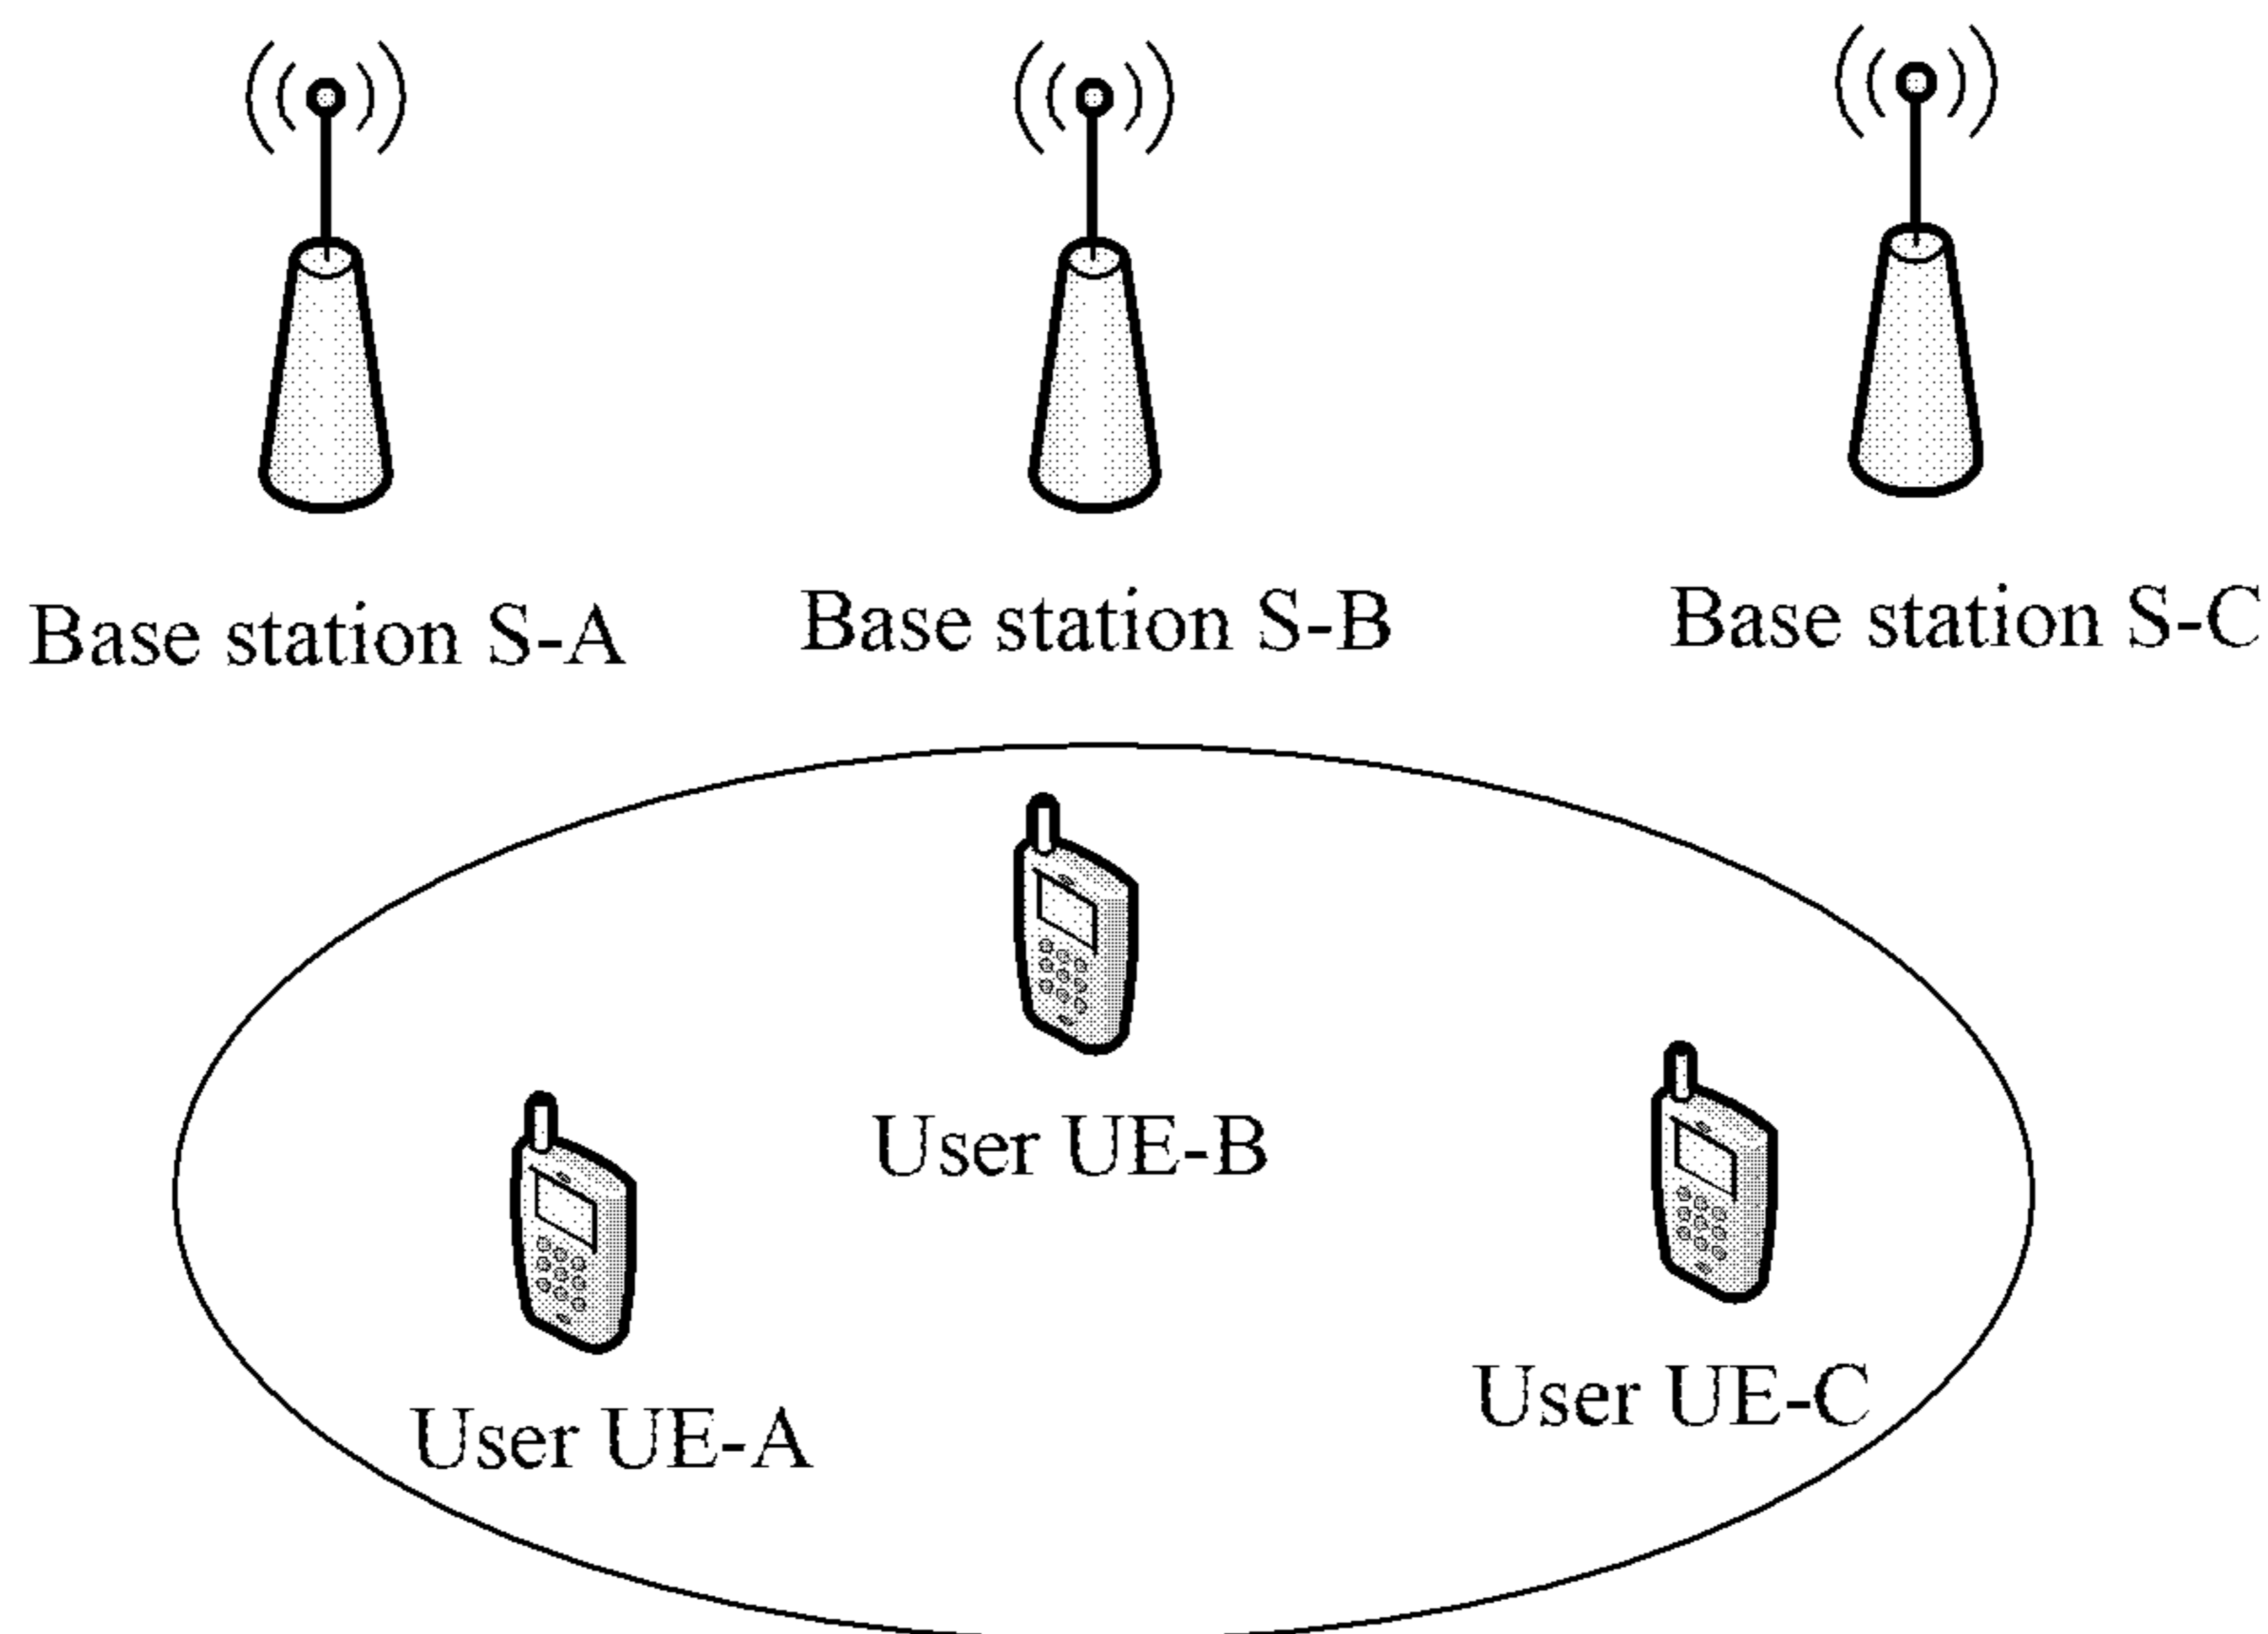 Base station S-A
Base station S-B
Base station S-C
User UE-B
User UE-C
User UE-A